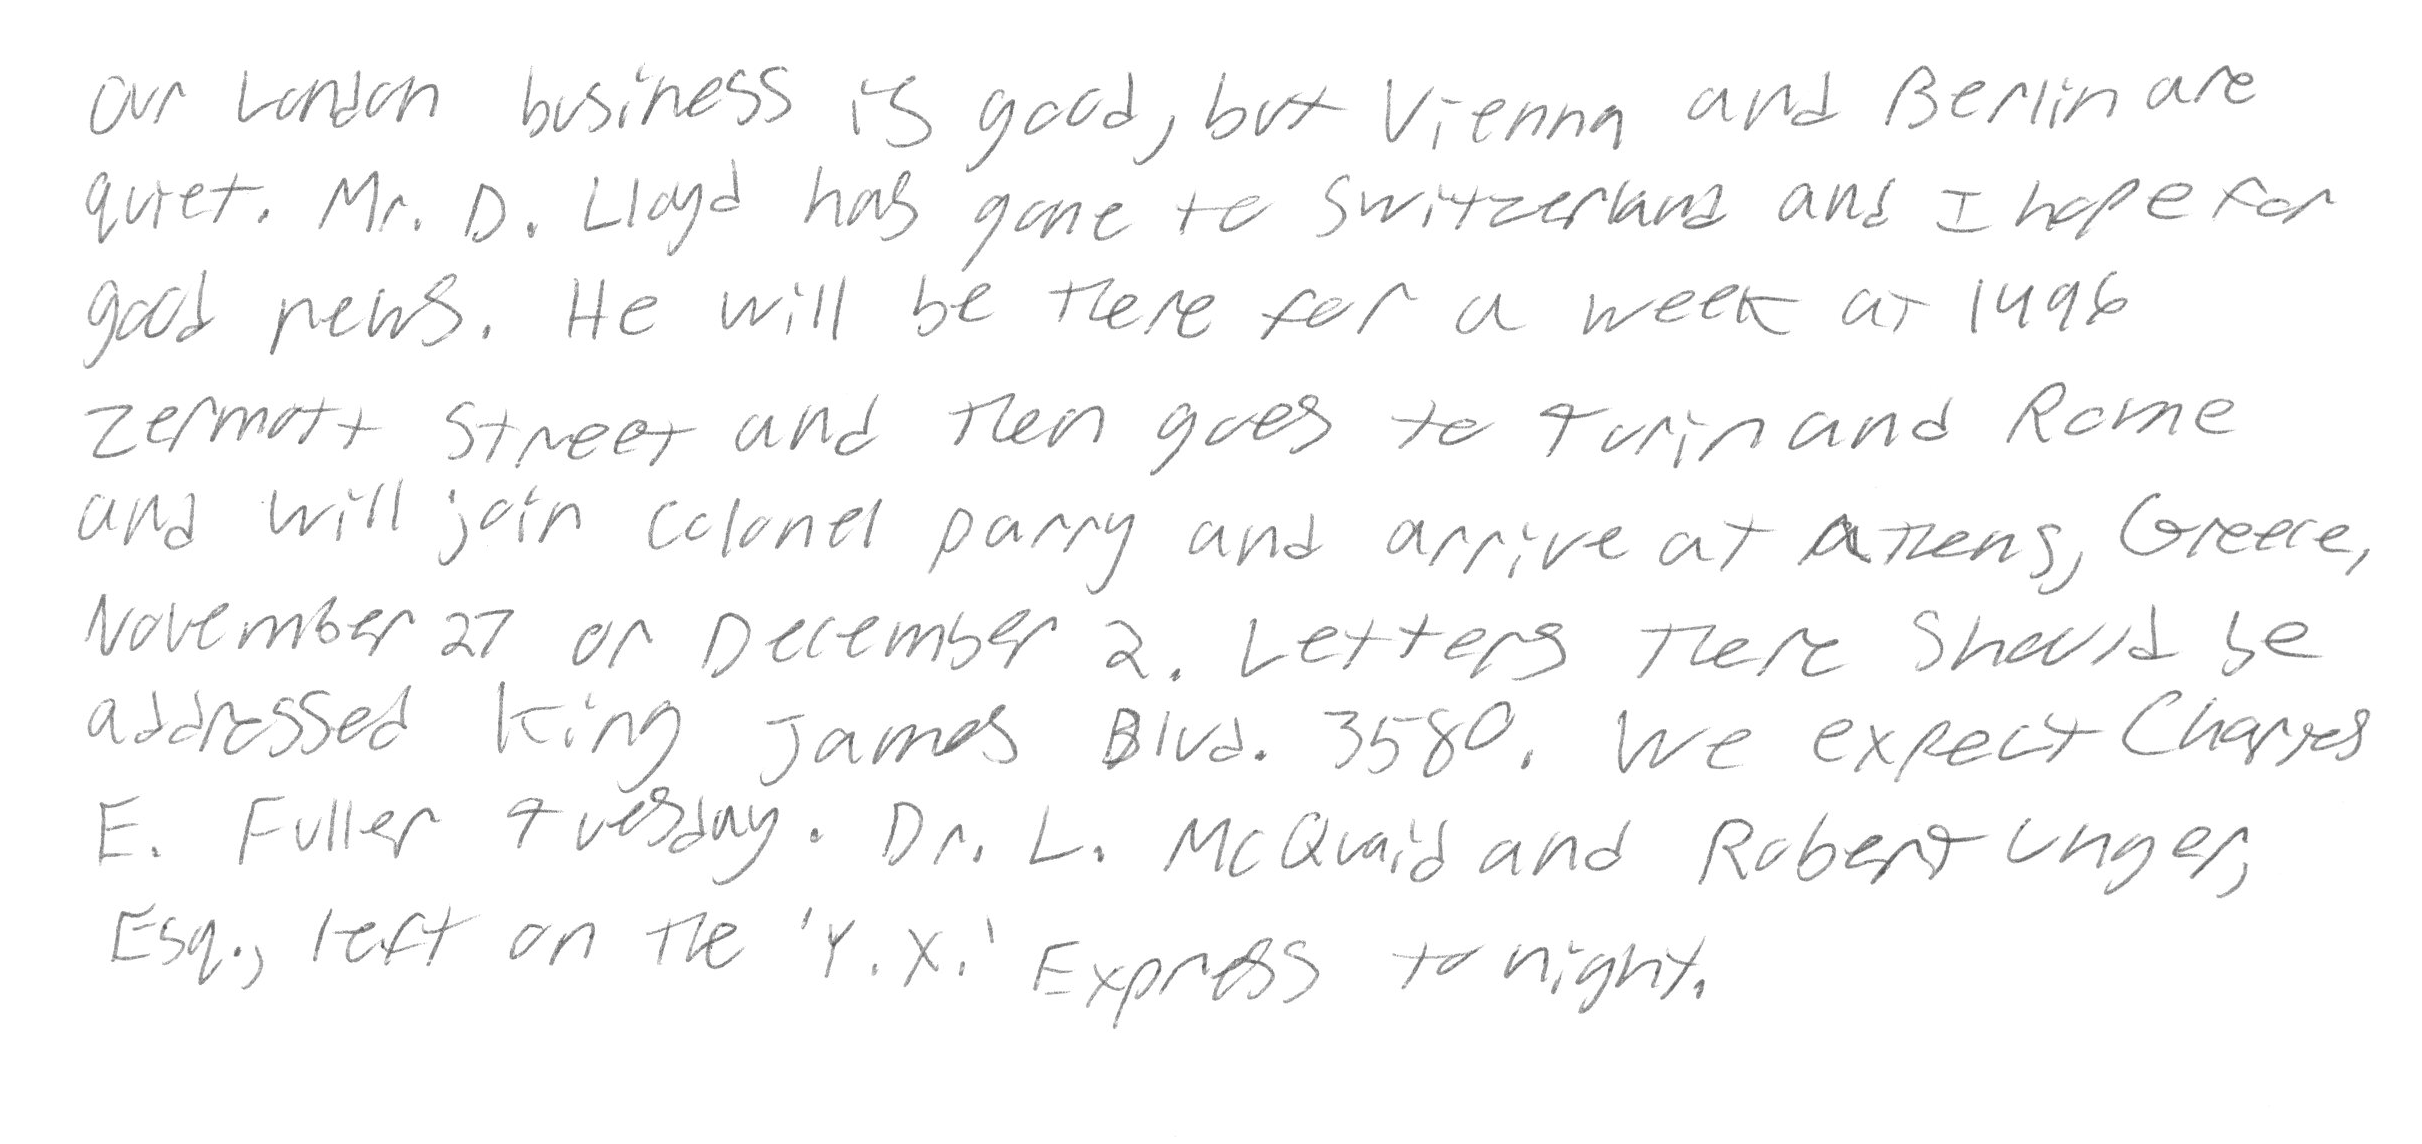 Our London business is good, but Vienna and Berlin are
quiet. Mr. D. Lloyd has gone to Switzerland and I hope for
good news. He will be there for a week at 1496
Zermott Street and then goes to Turin and Rome
and will join Colonel Parry and arrive at Athens, Greece,
November 27 or December 2. Letters there should be
addressed King James Blvd. 3580. We expect Charles
E. Fuller Tuesday. Dr. L. McQuaid and Robert Unger,
Esq., left on the 'Y.X.' Express tonight.